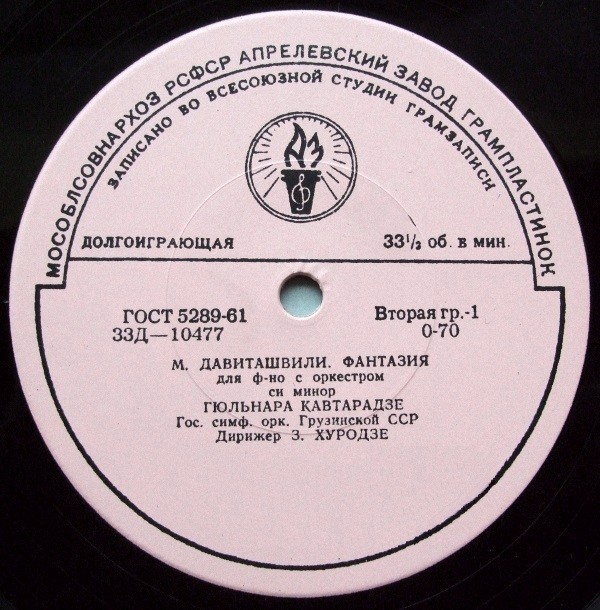 МОСОБЛСОВНАРХОЗ РСФСР АПРЕЛЕВСКИЙ ЗАВОД ГРАМПЛАСТИНОК
ЗАПИСАНО ВО ВСЕСОЮЗНОЙ СТУДИИ ГРАМЗАПИСИ
АЗ
ДОЛГОИГРАЮЩАЯ 33⅓ об. в мин.
ГОСТ 5289-61 Вторая гр.-1
33Д—10477 0-70
М. ДАВИТАШВИЛИ. ФАНТАЗИЯ
для ф-но с оркестром
си минор
ГЮЛЬНАРА КАВТАРАДЗЕ
Гос. симф. орк. Грузинской ССР
Дирижер З. ХУРОДЗЕ